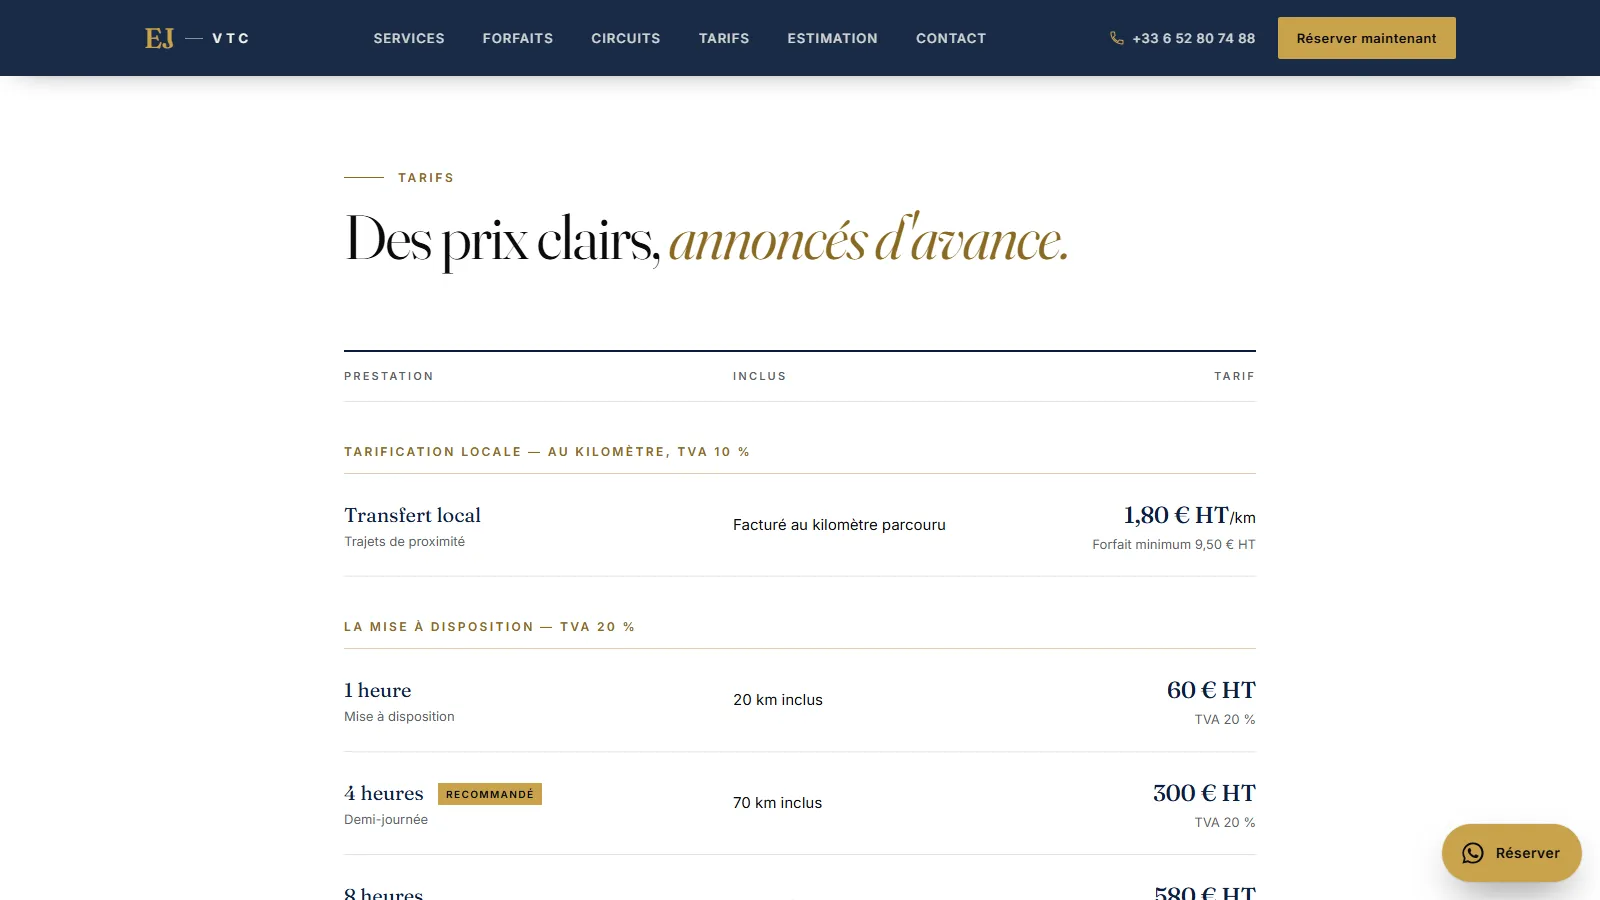 EJ — VTC
SERVICES FORFAITS CIRCUITS TARIFS ESTIMATION CONTACT
+33 6 52 80 74 88
Réserver maintenant
TARIFS
Des prix clairs, annoncés d'avance.
PRESTATION INCLUS TARIF
TARIFICATION LOCALE — AU KILOMÈTRE, TVA 10 %
Transfert local
Trajets de proximité
Facturé au kilomètre parcouru
1,80 € HT/km
Forfait minimum 9,50 € HT
LA MISE À DISPOSITION — TVA 20 %
1 heure
Mise à disposition
20 km inclus
60 € HT
TVA 20 %
4 heures RECOMMANDÉ
Demi-journée
70 km inclus
300 € HT
TVA 20 %
Réserver
8 heures
580 € HT